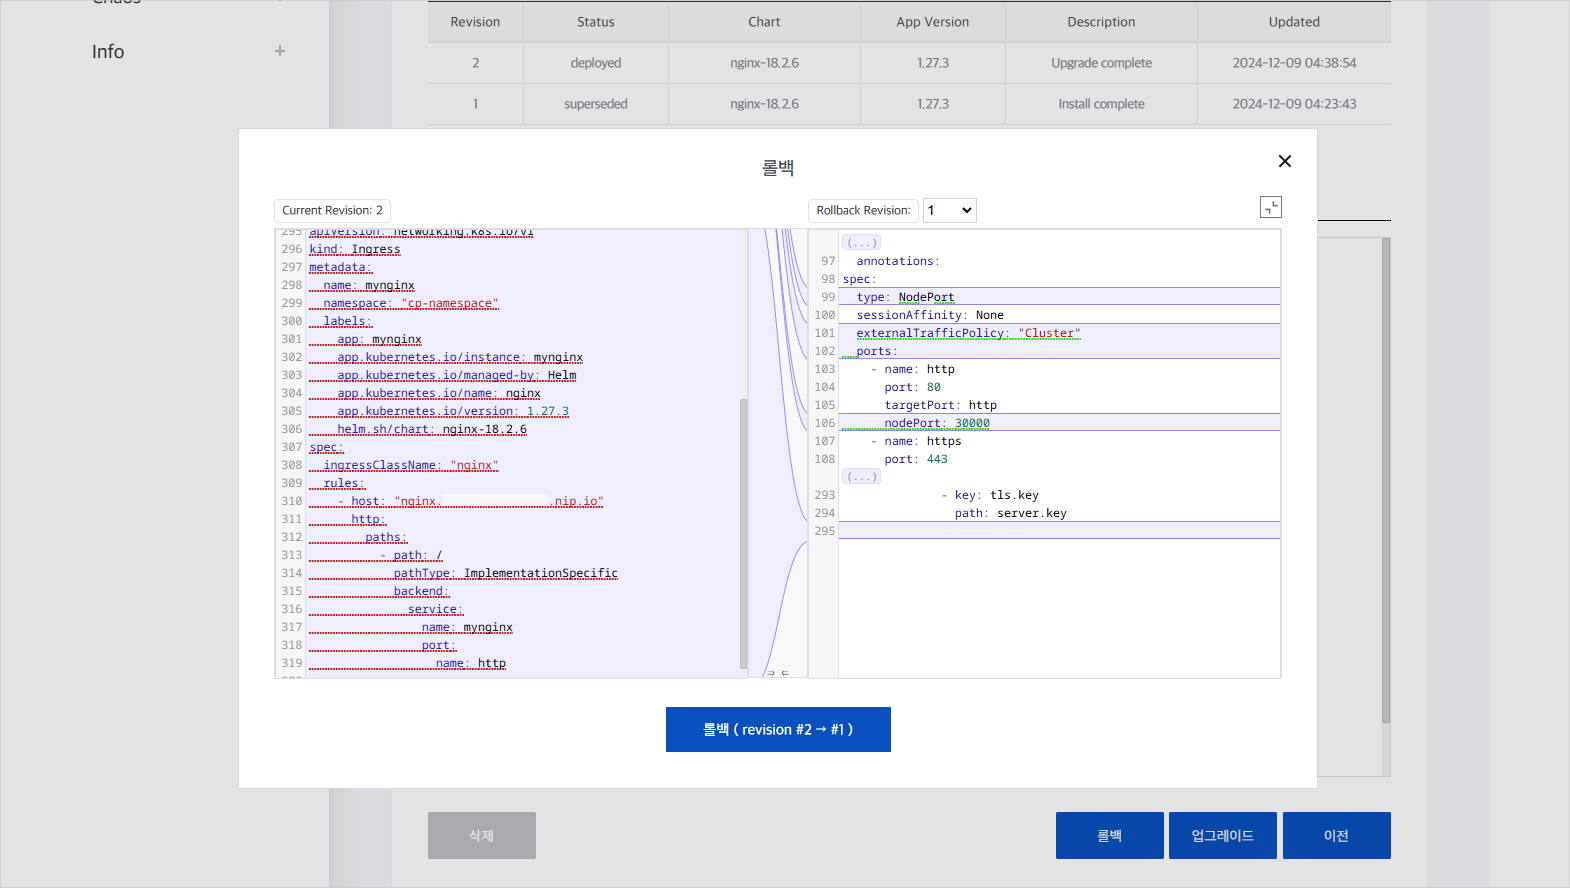 Chaos
Info +
Revision Status Chart App Version Description Updated
2 deployed nginx-18.2.6 1.27.3 Upgrade complete 2024-12-09 04:38:54
1 superseded nginx-18.2.6 1.27.3 Install complete 2024-12-09 04:23:43
롤백
Current Revision: 2
295 apiVersion: networking.k8s.io/v1
296 kind: Ingress
297 metadata:
298 name: mynginx
299 namespace: "cp-namespace"
300 labels:
301 app: mynginx
302 app.kubernetes.io/instance: mynginx
303 app.kubernetes.io/managed-by: Helm
304 app.kubernetes.io/name: nginx
305 app.kubernetes.io/version: 1.27.3
306 helm.sh/chart: nginx-18.2.6
307 spec:
308 ingressClassName: "nginx"
309 rules:
310 - host: "nginx. .nip.io"
311 http:
312 paths:
313 - path: /
314 pathType: ImplementationSpecific
315 backend:
316 service:
317 name: mynginx
318 port:
319 name: http
⇒ ⇐
Rollback Revision: 1
(...)
97 annotations:
98 spec:
99 type: NodePort
100 sessionAffinity: None
101 externalTrafficPolicy: "Cluster"
102 ports:
103 - name: http
104 port: 80
105 targetPort: http
106 nodePort: 30000
107 - name: https
108 port: 443
(...)
293 - key: tls.key
294 path: server.key
295
롤백 ( revision #2 → #1 )
삭제 롤백 업그레이드 이전